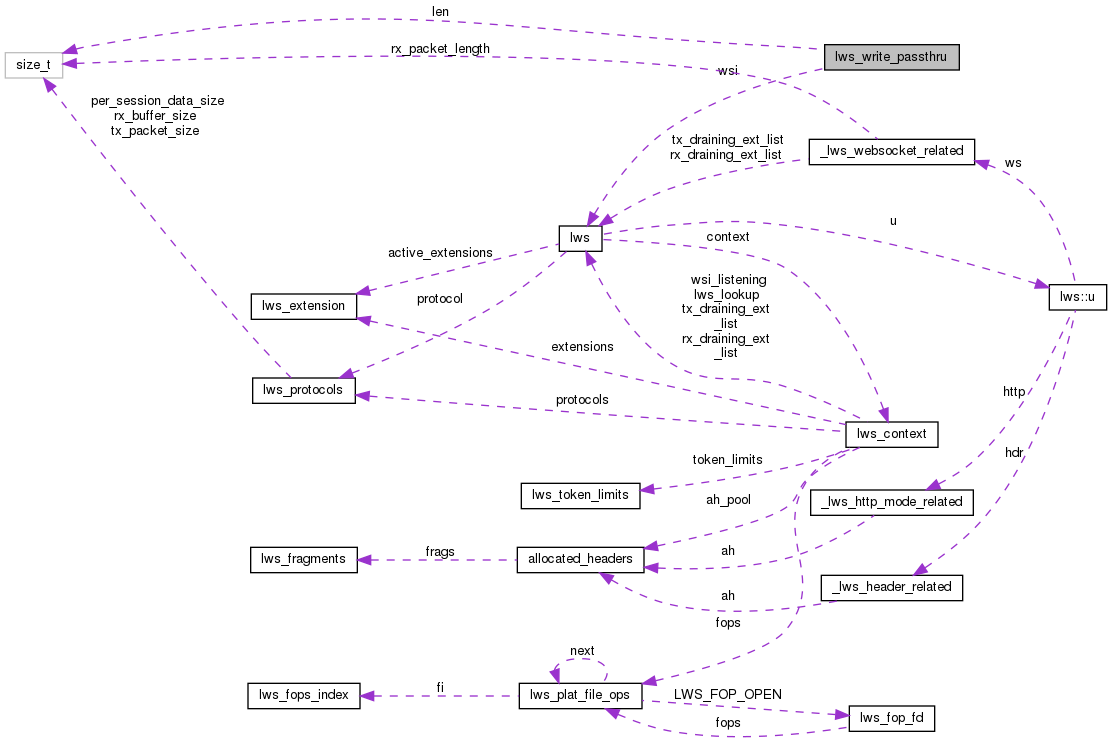 len
rx_packet_length
size_t
lws_write_passthru
wsi
per_session_data_size
rx_buffer_size
tx_packet_size
tx_draining_ext_list
rx_draining_ext_list
_lws_websocket_related
ws
u
lws
context
active_extensions
wsi_listening
lws_lookup
tx_draining_ext
_list
rx_draining_ext
_list
lws_extension
protocol
lws::u
extensions
lws_protocols
protocols
http
lws_context
hdr
token_limits
lws_token_limits
ah_pool
_lws_http_mode_related
frags
ah
lws_fragments
allocated_headers
_lws_header_related
ah
fops
next
fi
lws_fops_index
lws_plat_file_ops
LWS_FOP_OPEN
fops
lws_fop_fd